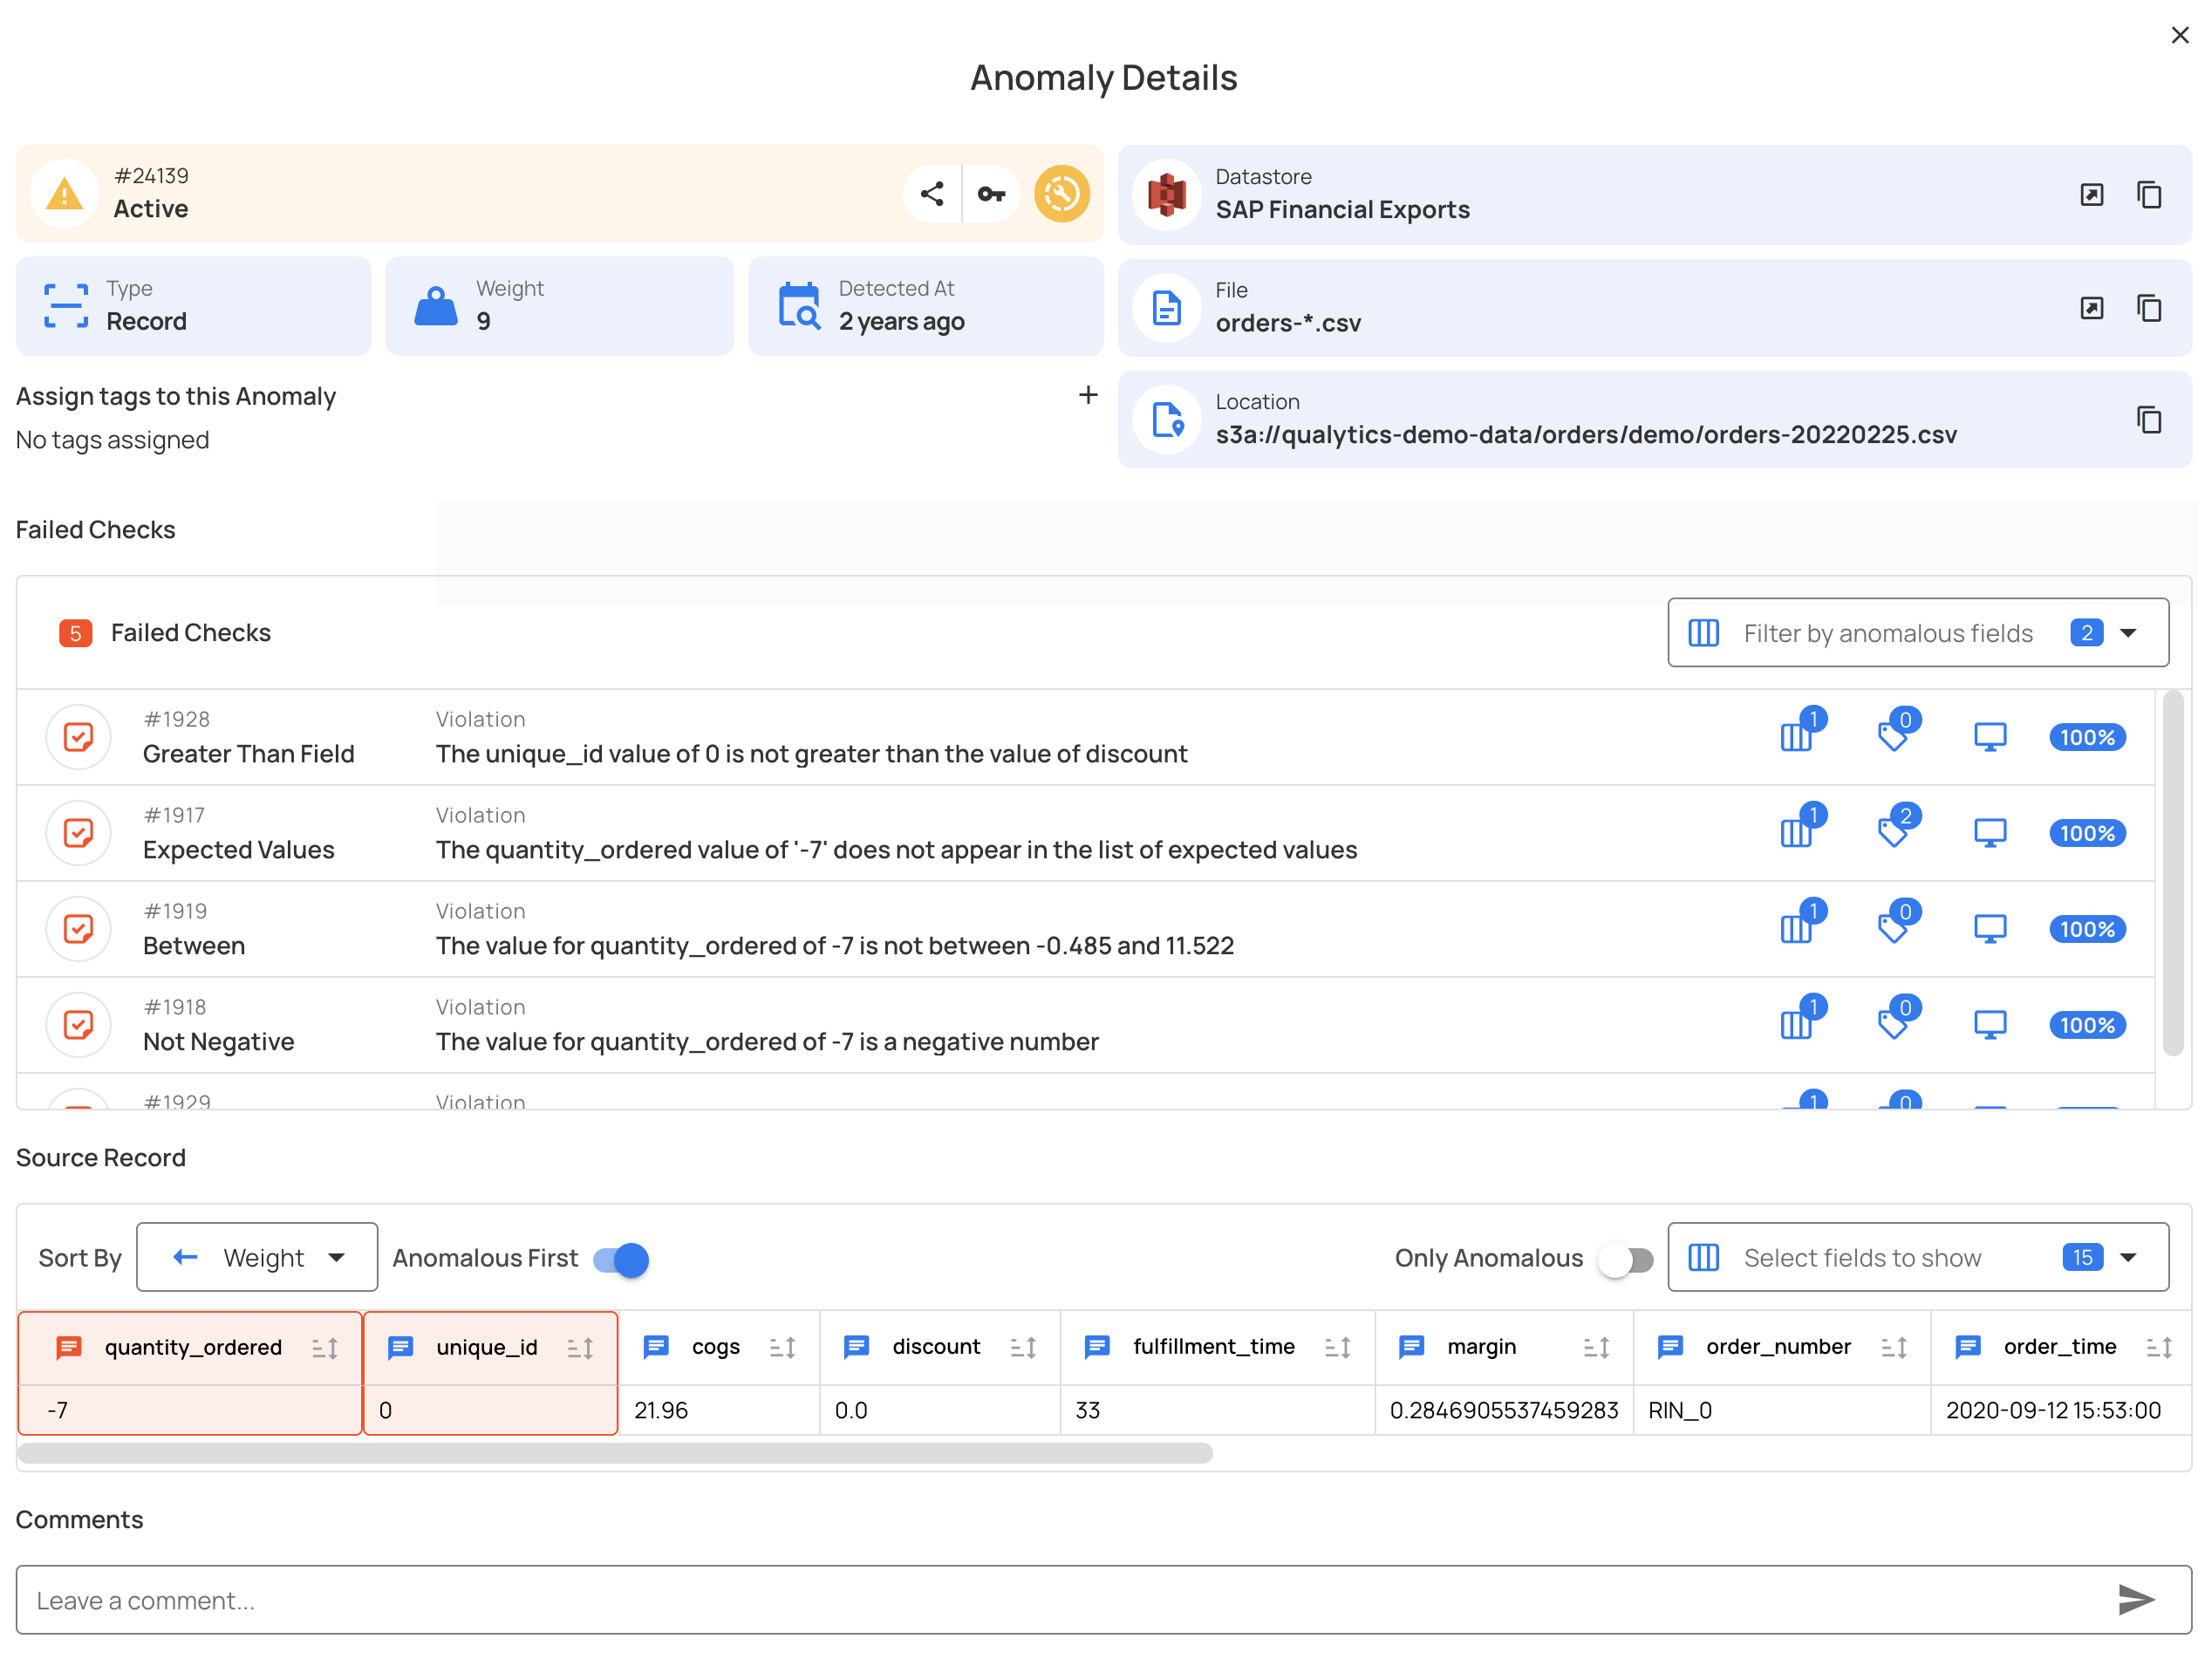 Anomaly Details
#24139
Active
Datastore
SAP Financial Exports
Type
Record
Weight
9
Detected At
2 years ago
File
orders-*.csv
Assign tags to this Anomaly
No tags assigned
Location
s3a://qualytics-demo-data/orders/demo/orders-20220225.csv
Failed Checks
5 Failed Checks
Filter by anomalous fields 2
#1928 Violation 1 0
Greater Than Field The unique_id value of 0 is not greater than the value of discount 100%
#1917 Violation 1 2
Expected Values The quantity_ordered value of '-7' does not appear in the list of expected values 100%
#1919 Violation 1 0
Between The value for quantity_ordered of -7 is not between -0.485 and 11.522 100%
#1918 Violation 1 0
Not Negative The value for quantity_ordered of -7 is a negative number 100%
#1929 Violation 1 0
Source Record
Sort By Weight Anomalous First Only Anomalous Select fields to show 15
quantity_ordered unique_id cogs discount fulfillment_time margin order_number order_time
-7 0 21.96 0.0 33 0.2846905537459283 RIN_0 2020-09-12 15:53:00
Comments
Leave a comment...